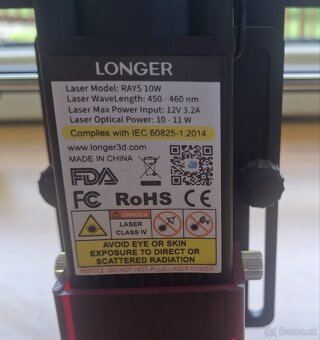 LONGER
Laser Model: RAY5 10W
Laser WaveLength: 450 - 460 nm
Laser Max Power Input: 12V 3.2A
Laser Optical Power: 10 - 11W
Complies with IEC 60825-1:2014
www.longer3d.com
MADE IN CHINA
FDA
FC RoHS
DANGER
LASER
CLASS IV
AVOID EYE OR SKIN
EXPOSURE TO DIRECT OR
SCATTERED RADIATION
NOTICE: DO NOT HOT PLUG LASER POWER!
Bazos.cz